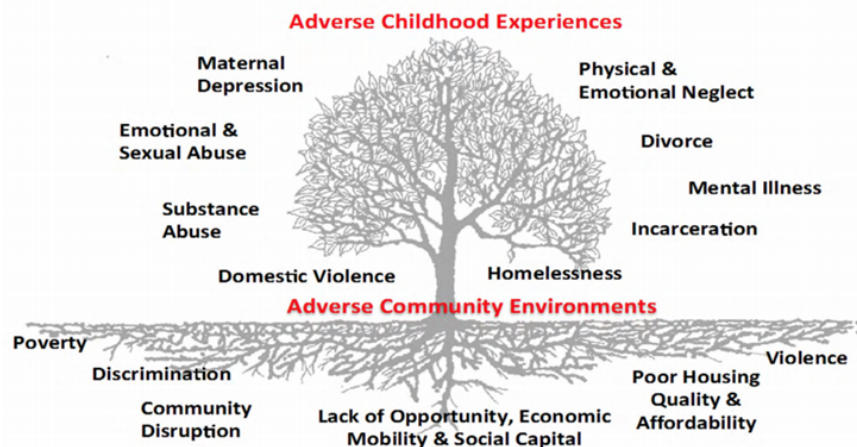 Adverse Childhood Experiences
Maternal
Depression
Physical &
Emotional Neglect
Emotional &
Sexual Abuse
Divorce
Mental Illness
Substance
Abuse
Incarceration
Domestic Violence
Homelessness
Adverse Community Environments
Poverty
Violence
Discrimination
Poor Housing
Quality &
Affordability
Community
Disruption
Lack of Opportunity, Economic
Mobility & Social Capital